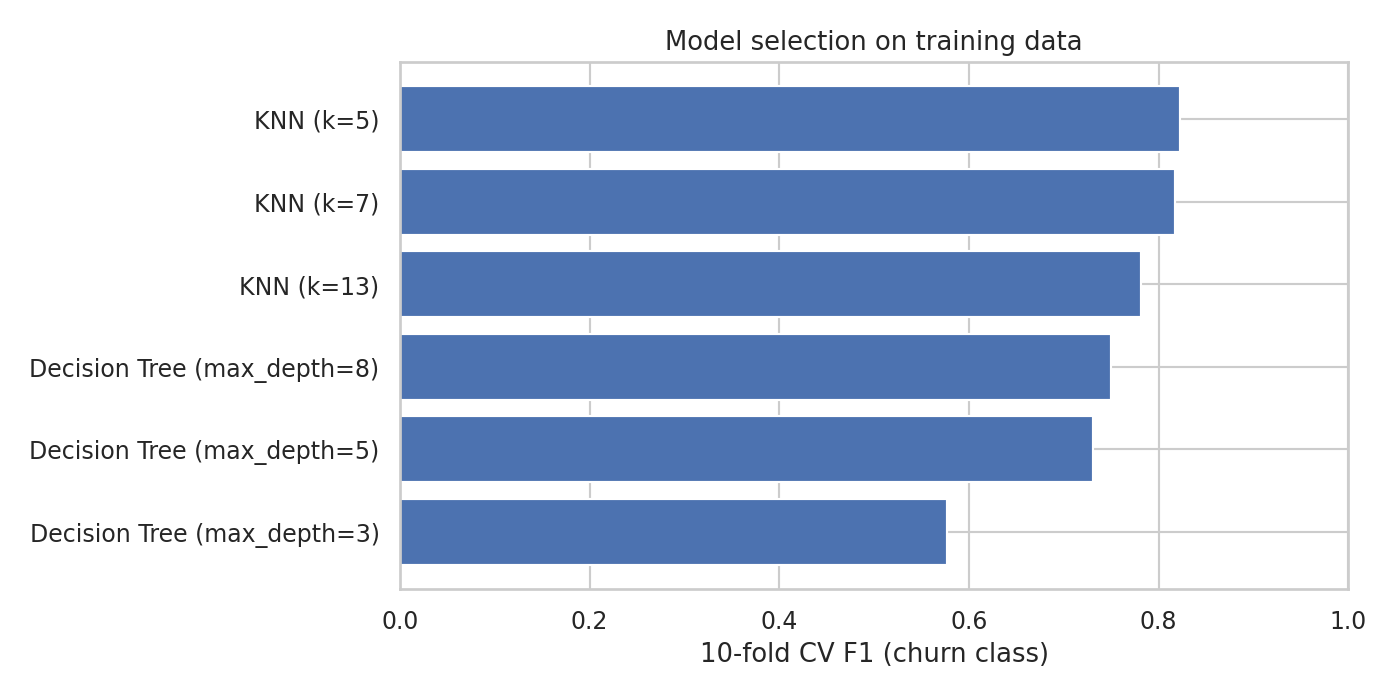 Model selection on training data
KNN (k=5)
KNN (k=7)
KNN (k=13)
Decision Tree (max_depth=8)
Decision Tree (max_depth=5)
Decision Tree (max_depth=3)
0.0 0.2 0.4 0.6 0.8 1.0
10-fold CV F1 (churn class)